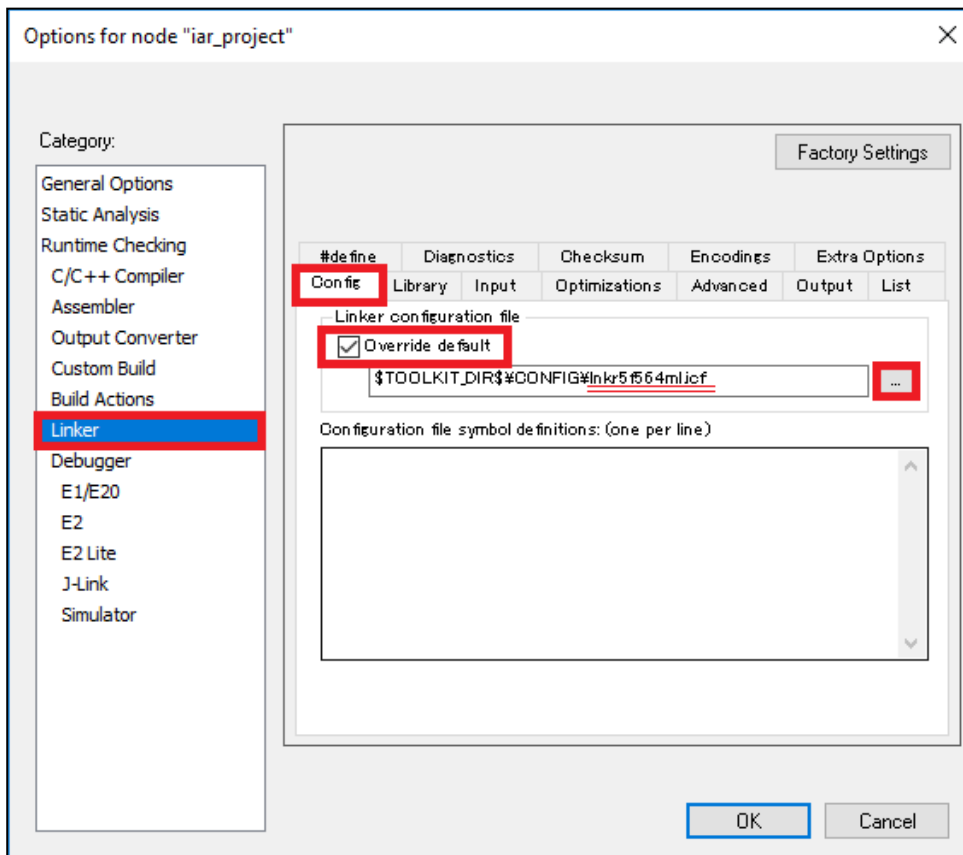 Options for node "iar_project"
Category:
General Options
Static Analysis
Runtime Checking
C/C++ Compiler
Assembler
Output Converter
Custom Build
Build Actions
Linker
Debugger
E1/E20
E2
E2 Lite
J-Link
Simulator
Factory Settings
#define Diagnostics Checksum Encodings Extra Options
Config Library Input Optimizations Advanced Output List
Linker configuration file
Override default
$TOOLKIT_DIR$¥CONFIG¥lnkr5f564ml.icf
...
Configuration file symbol definitions: (one per line)
OK Cancel